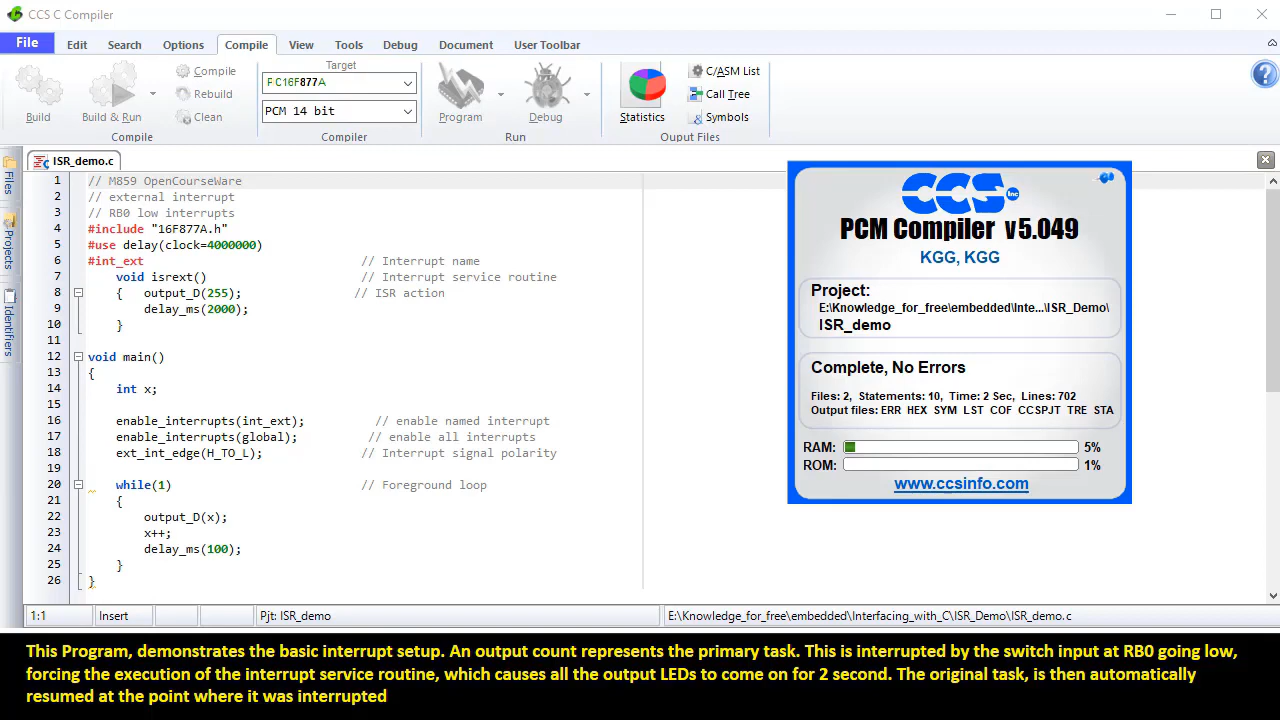 CCS C Compiler
File Edit Search Options Compile View Tools Debug Document User Toolbar
Build
Build & Run
Compile
Rebuild
Clean
Compile
Target
PIC16F877A
PCM 14 bit
Compiler
Program
Debug
Run
Statistics
C/ASM List
Call Tree
Symbols
Ouput Files
Files
Projects
Identifiers
ISR_demo.c
1 // M859 OpenCourseWare
2 // external interrupt
3 // RB0 low interrupts
4 #include "16F877A.h"
5 #use delay(clock=4000000)
6 #int_ext // Interrupt name
7 void isrext() // Interrupt service routine
8 { output_D(255); // ISR action
9 delay_ms(2000);
10 }
11
12 void main()
13 {
14 int x;
15
16 enable_interrupts(int_ext); // enable named interrupt
17 enable_interrupts(global); // enable all interrupts
18 ext_int_edge(H_TO_L); // Interrupt signal polarity
19
20 while(1) // Foreground loop
21 {
22 output_D(x);
23 x++;
24 delay_ms(100);
25 }
26 }
CCS Inc
PCM Compiler v5.049
KGG, KGG
Project:
E:\Knowledge_for_free\embedded\Inte...\ISR_Demo\
ISR_demo
Complete, No Errors
Files: 2, Statements: 10, Time: 2 Sec, Lines: 702
Output files: ERR HEX SYM LST COF CCSPJT TRE STA
RAM: 5%
ROM: 1%
www.ccsinfo.com
1:1 Insert Pjt: ISR_demo E:\Knowledge_for_free\embedded\Interfacing_with_C\ISR_Demo\ISR_demo.c
This Program, demonstrates the basic interrupt setup. An output count represents the primary task. This is interrupted by the switch input at RB0 going low,
forcing the execution of the interrupt service routine, which causes all the output LEDs to come on for 2 second. The original task, is then automatically
resumed at the point where it was interrupted